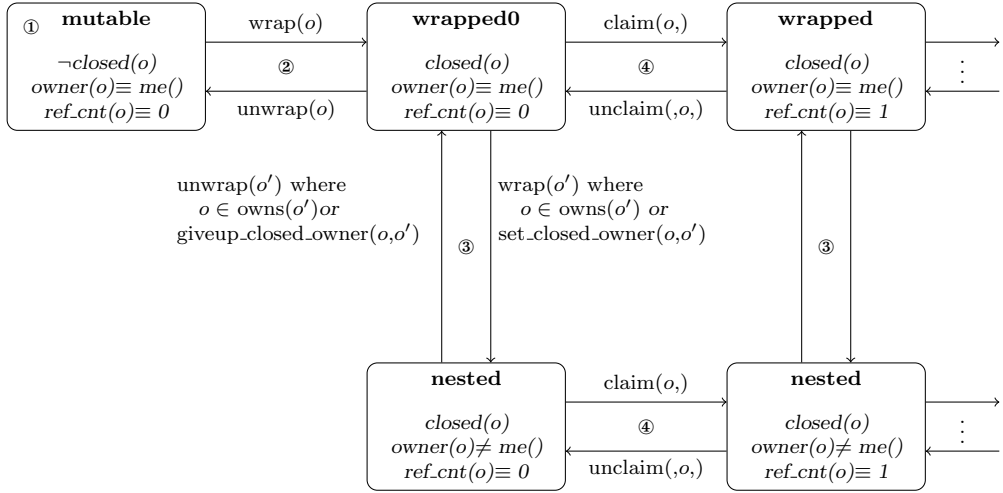 ① mutable
¬closed(o)
owner(o)≡ me()
ref_cnt(o)≡ 0
wrap(o)
②
unwrap(o)
wrapped0
closed(o)
owner(o)≡ me()
ref_cnt(o)≡ 0
claim(o,)
④
unclaim(,o,)
wrapped
closed(o)
owner(o)≡ me()
ref_cnt(o)≡ 1
⋮
unwrap(o′) where
o ∈ owns(o′)or
giveup_closed_owner(o,o′)
③
wrap(o′) where
o ∈ owns(o′) or
set_closed_owner(o,o′)
③
nested
closed(o)
owner(o)≠ me()
ref_cnt(o)≡ 0
claim(o,)
④
unclaim(,o,)
nested
closed(o)
owner(o)≠ me()
ref_cnt(o)≡ 1
⋮